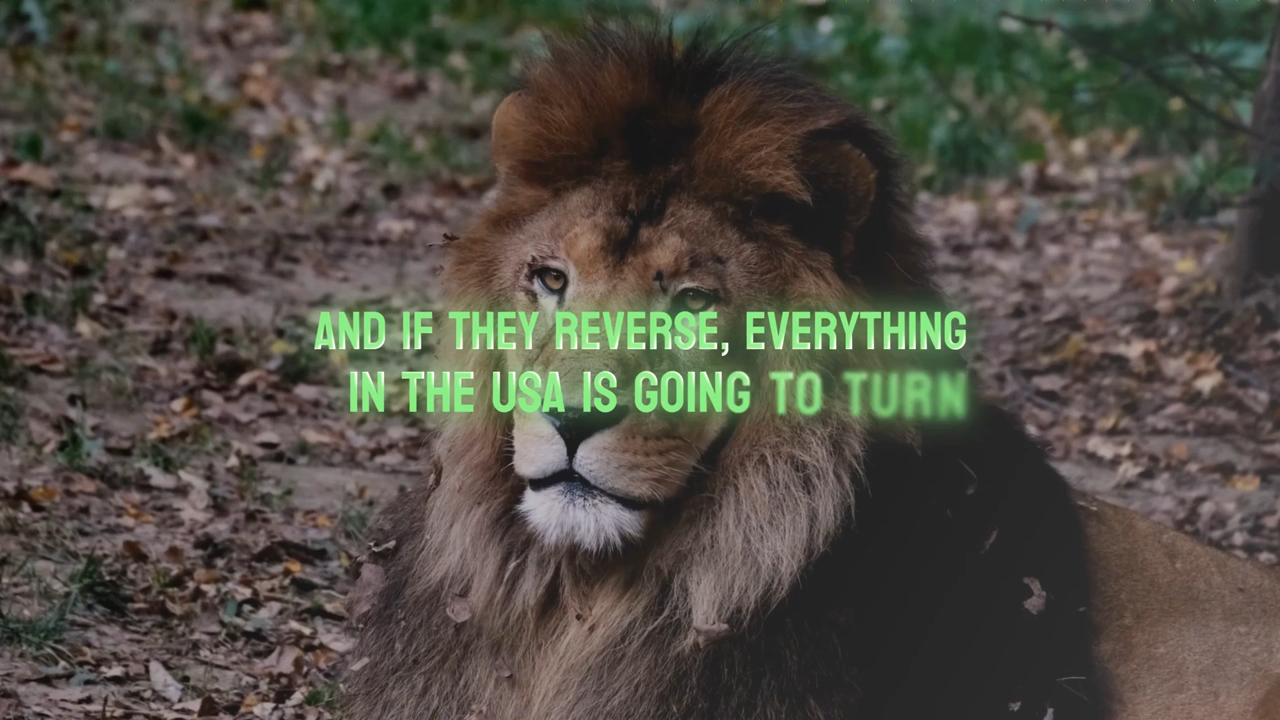 AND IF THEY REVERSE, EVERYTHING
IN THE USA IS GOING TO TURN